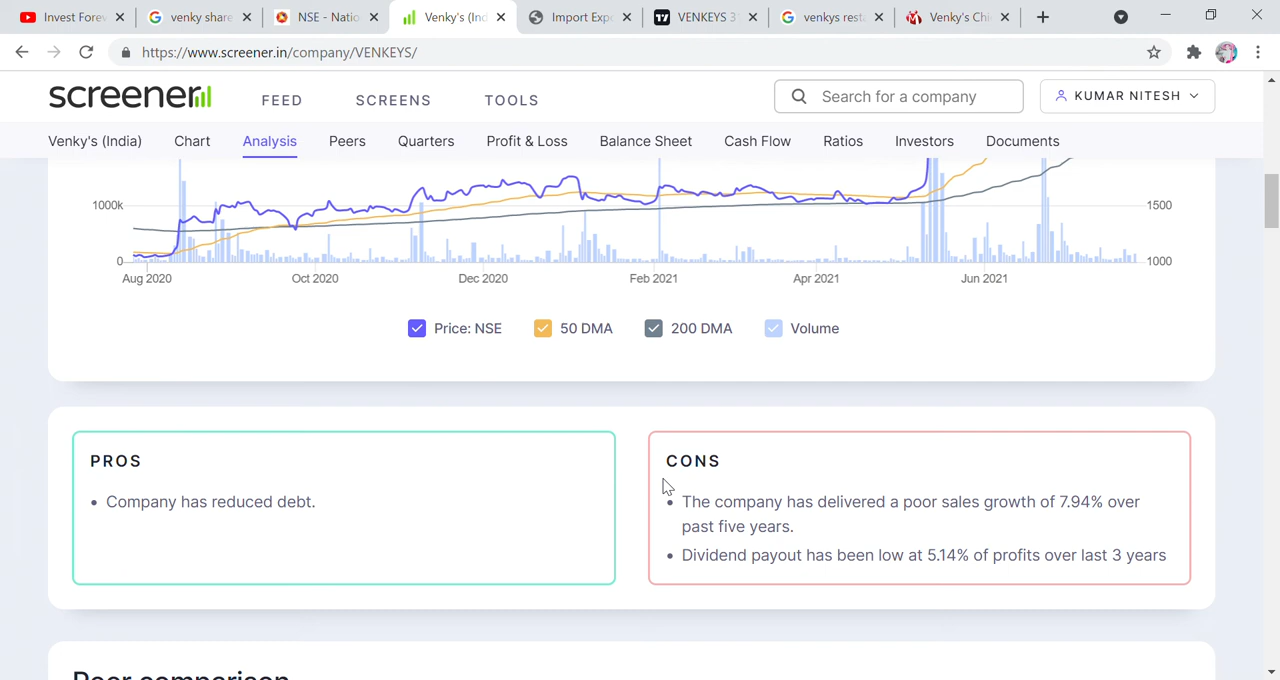 Invest Forev
venky share
NSE - Natio
Venky's (Ind
Import Expo
VENKEYS 31
venkys resta
Venky's Chi
https://www.screener.in/company/VENKEYS/
screener
FEED
SCREENS
TOOLS
Search for a company
KUMAR NITESH
Venky's (India)
Chart
Analysis
Peers
Quarters
Profit & Loss
Balance Sheet
Cash Flow
Ratios
Investors
Documents
1000k
1500
0
1000
Aug 2020
Oct 2020
Dec 2020
Feb 2021
Apr 2021
Jun 2021
Price: NSE
50 DMA
200 DMA
Volume
PROS
• Company has reduced debt.
CONS
• The company has delivered a poor sales growth of 7.94% over
past five years.
• Dividend payout has been low at 5.14% of profits over last 3 years
Peer comparison